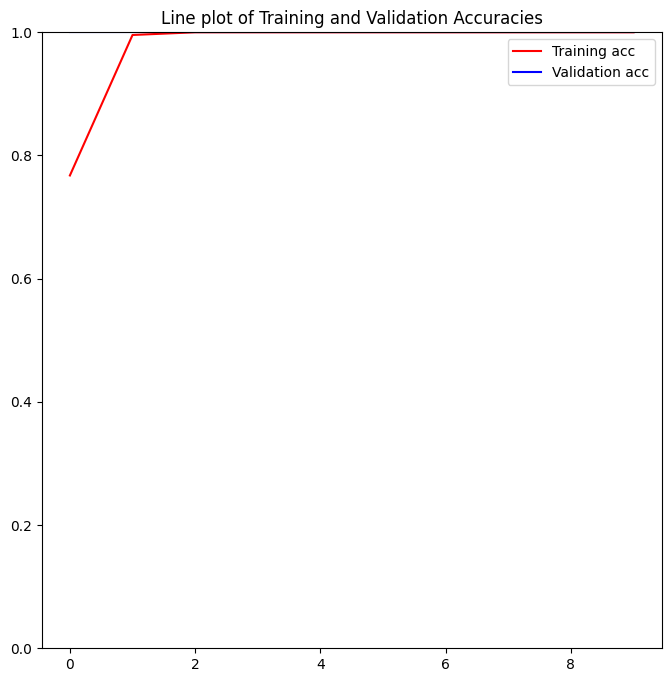 Line plot of Training and Validation Accuracies
1.0
Training acc
Validation acc
0.8
0.6
0.4
0.2
0.0
0 2 4 6 8